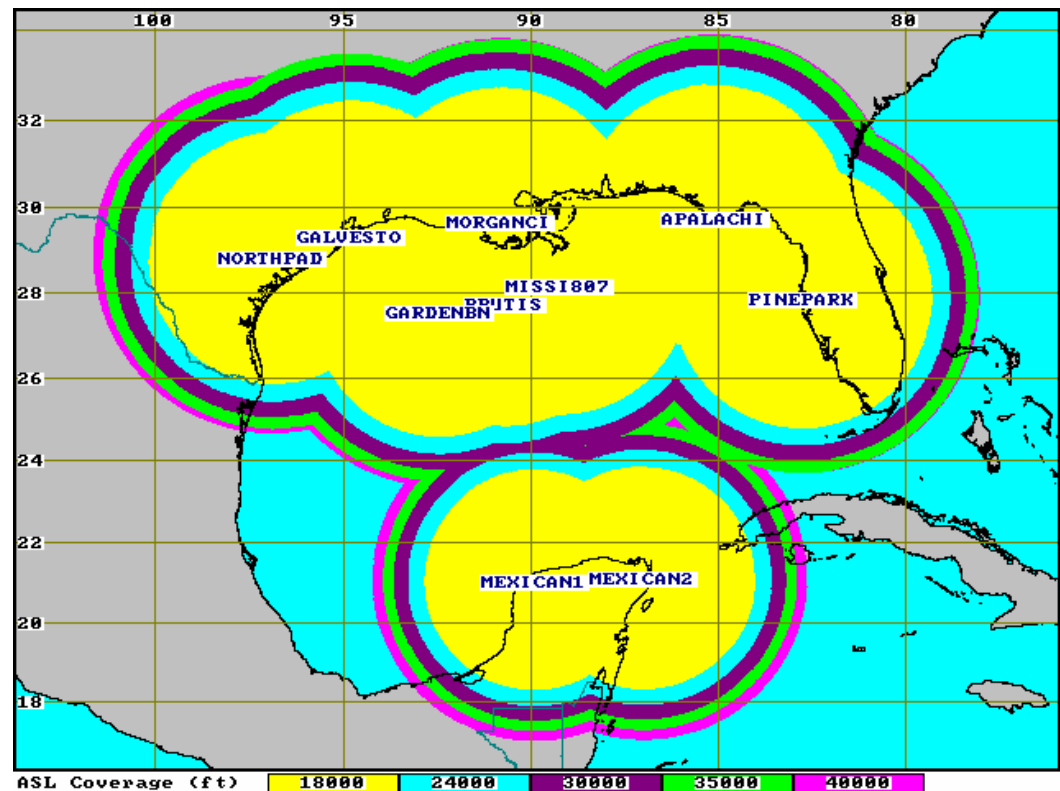 100 95 90 85 80
32
30
APALACHI
MORGANCI
GALVESTO
NORTHPAD
28
MISSI807
PINEPARK
GARDENBN
26
24
22
MEXICAN1 MEXICAN2
20
18
ASL Coverage (ft) 18000 24000 30000 35000 40000